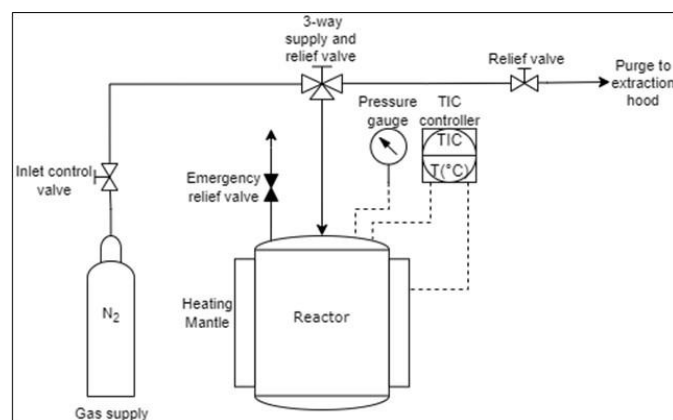 3-way
supply and
relief valve
Relief valve
Purge to
extraction
hood
Pressure
gauge
TIC
controller
TIC
T(°C)
Inlet control
valve
Emergency
relief valve
N₂
Heating
Mantle
Reactor
Gas supply